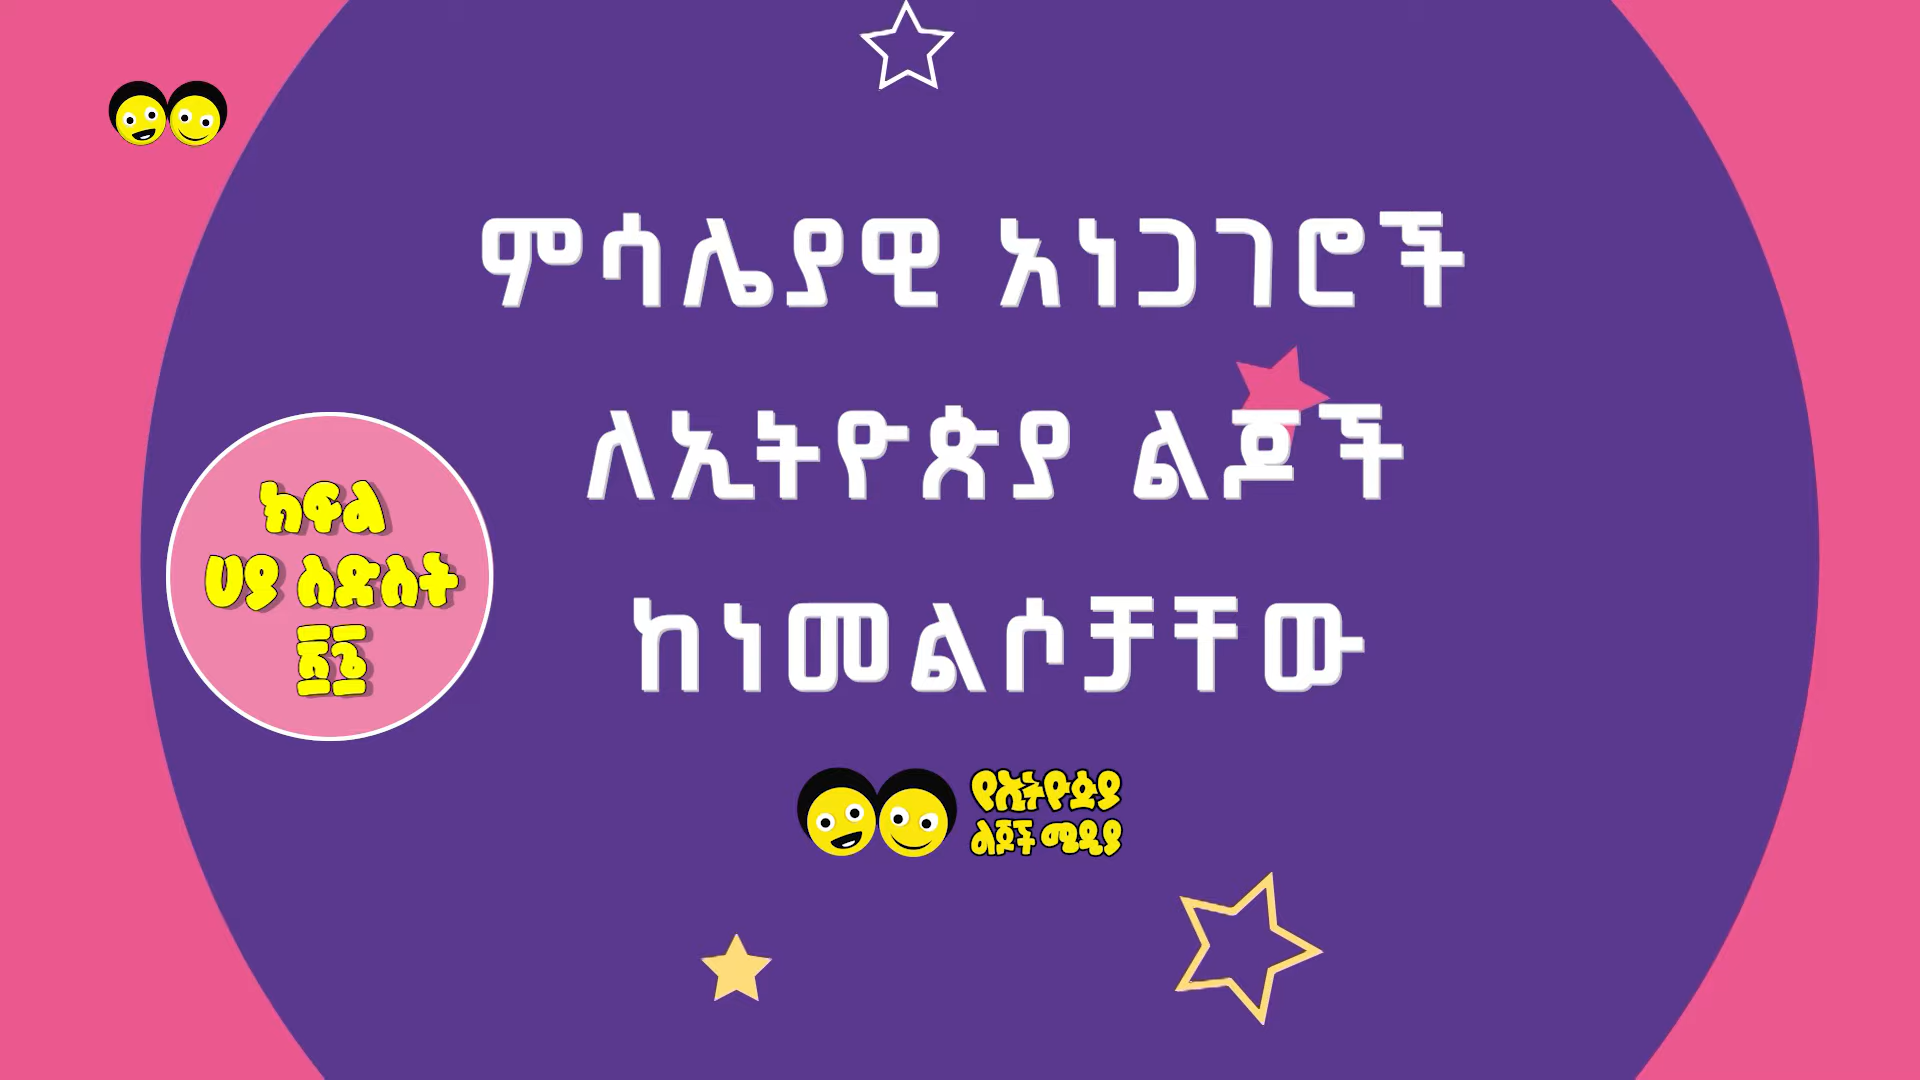 ምሳሌያዊ አነጋገሮች
ለኢትዮጵያ ልጆች
ከነመልሶቻቸው
ክፍል
ሀያ ስድስት
፳፮
የኢትዮጵያ
ልጆች ሚዲያ